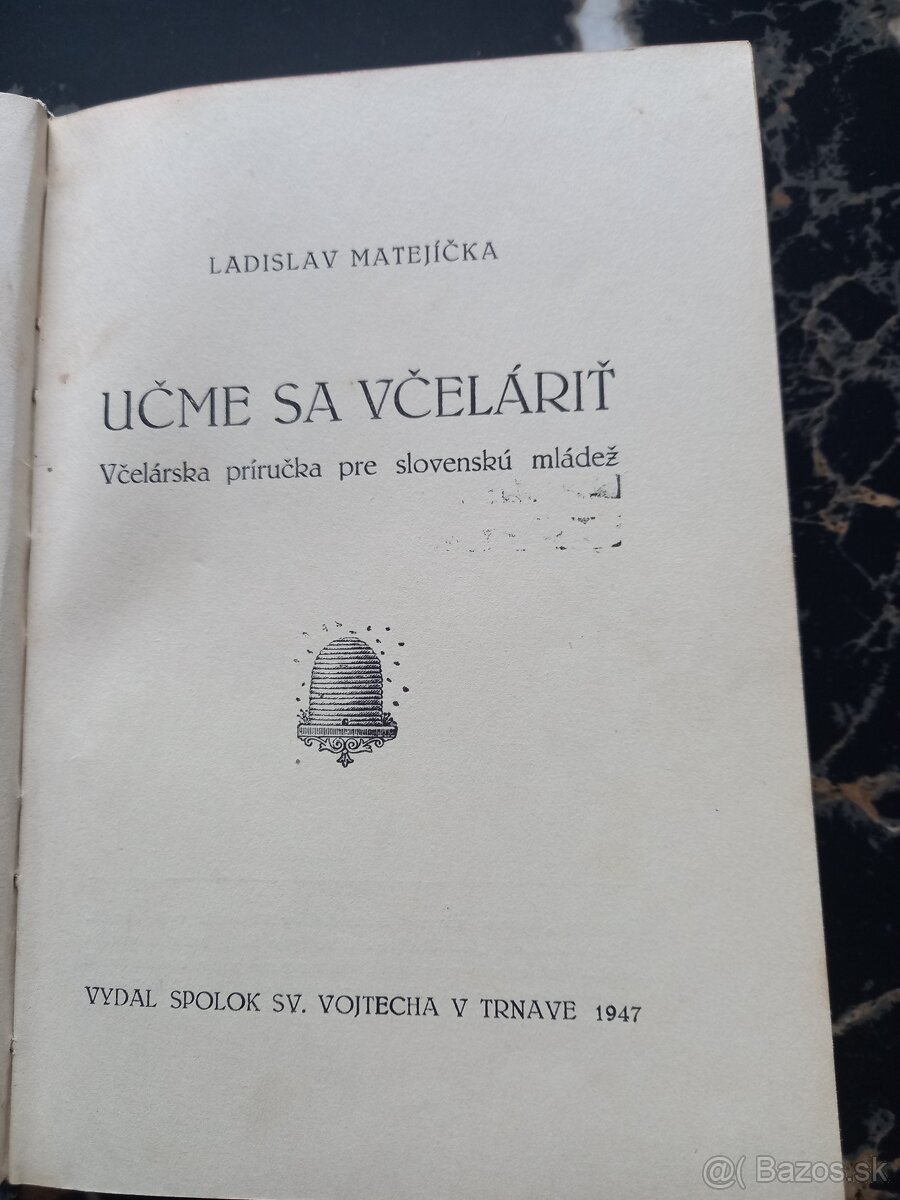 LADISLAV MATEJÍČKA
UČME SA VČELÁRIŤ
Včelárska príručka pre slovenskú mládež
VYDAL SPOLOK SV. VOJTECHA V TRNAVE 1947
@( Bazos.sk